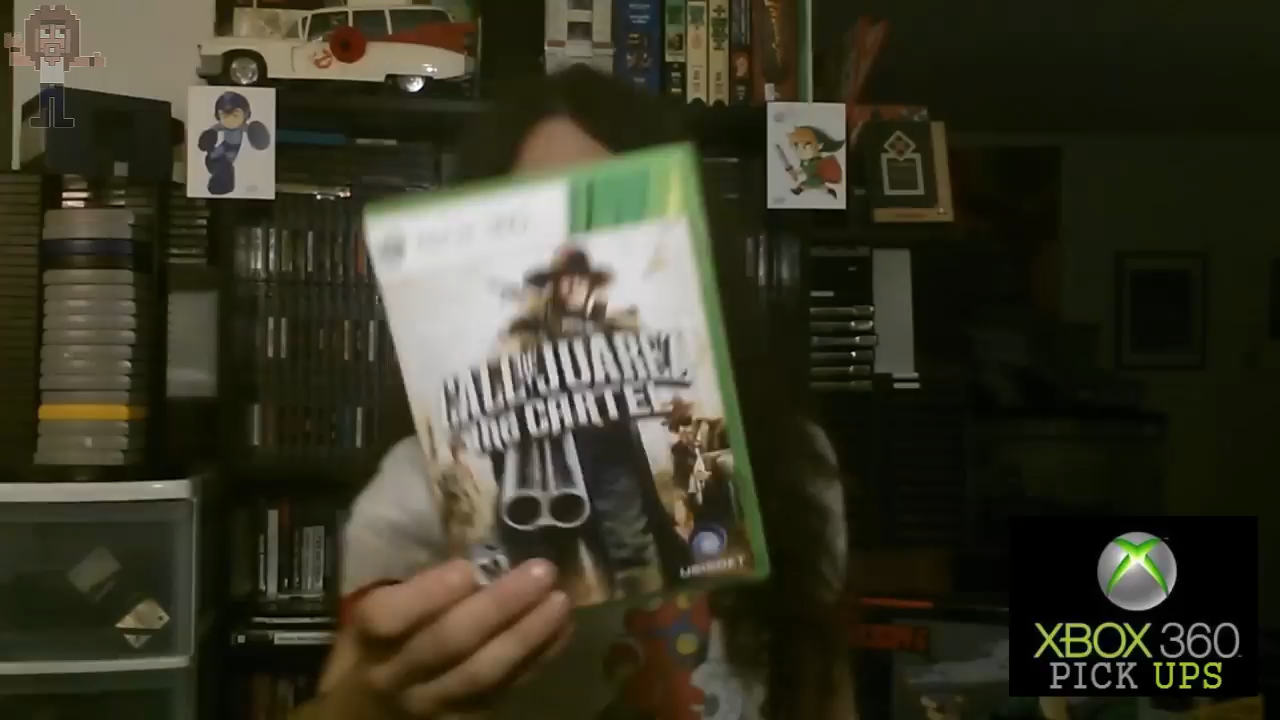 XBOX 360
CALL OF JUAREZ
THE CARTEL
UBISOFT
XBOX 360
PICK UPS